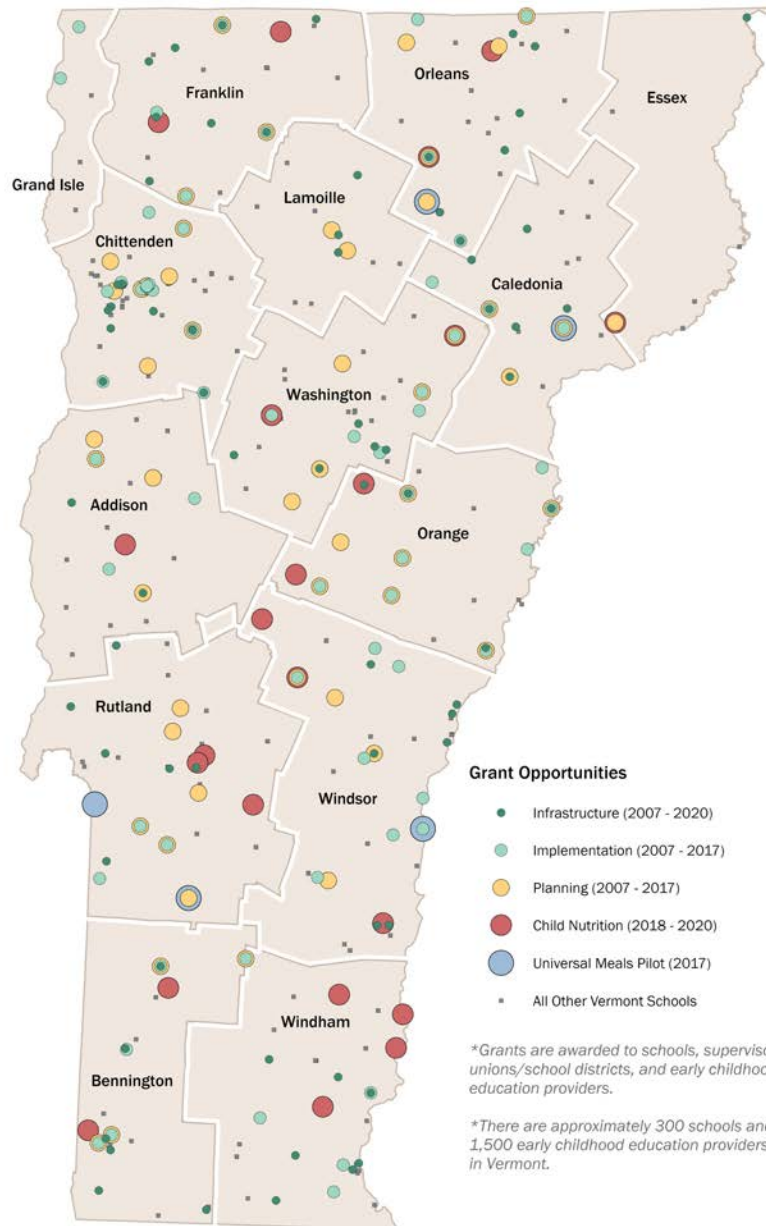 Franklin
Orleans
Essex
Grand Isle
Lamoille
Chittenden
Caledonia
Washington
Addison
Orange
Rutland
Windsor
Windham
Bennington
Grant Opportunities
Infrastructure (2007 - 2020)
Implementation (2007 - 2017)
Planning (2007 - 2017)
Child Nutrition (2018 - 2020)
Universal Meals Pilot (2017)
All Other Vermont Schools
*Grants are awarded to schools,
unions/school districts, and early
education providers.
*There are approximately 300 schools
1,500 early childhood education providers
in Vermont.